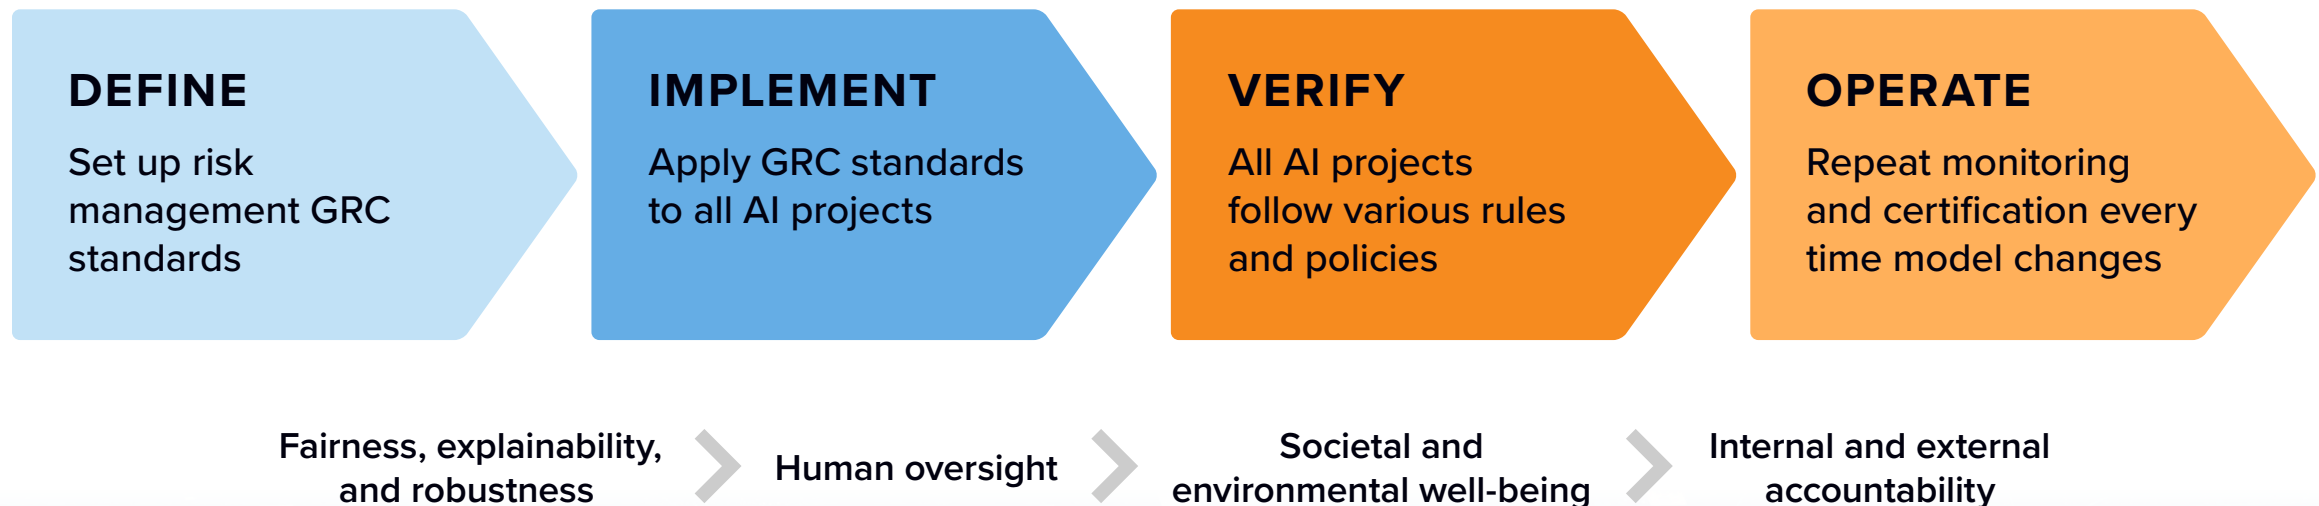 DEFINE
Set up risk
management GRC
standards
IMPLEMENT
Apply GRC standards
to all AI projects
VERIFY
All AI projects
follow various rules
and policies
OPERATE
Repeat monitoring
and certification every
time model changes
Fairness, explainability,
and robustness
Human oversight
Societal and
environmental well-being
Internal and external
accountability